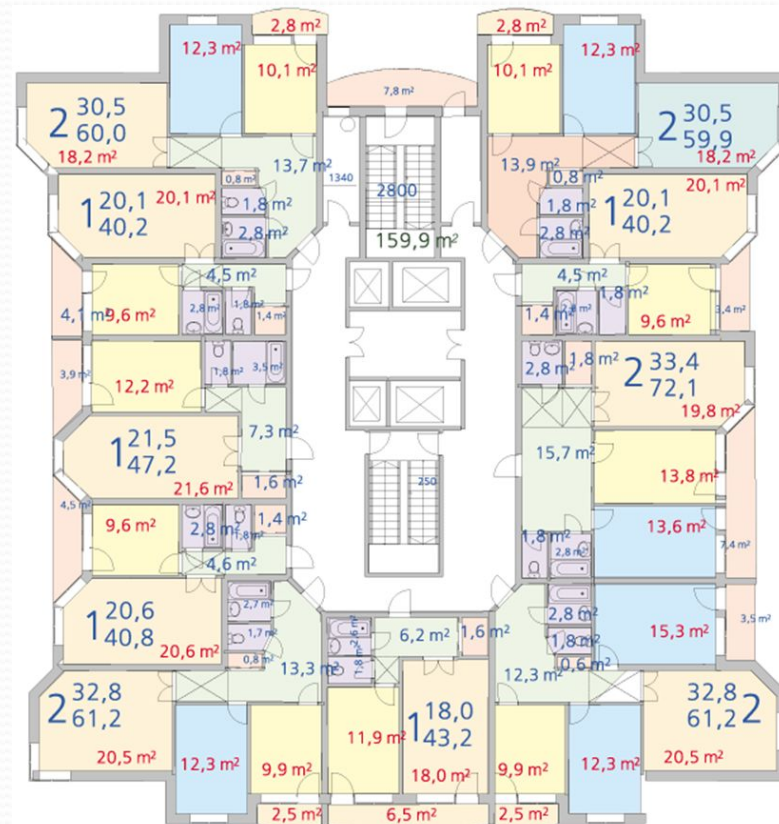 2,8 m²
2,8 m²
12,3 m²
10,1 m²
10,1 m²
12,3 m²
7,8 m²
2 30,5
60,0
18,2 m²
2 30,5
59,9
18,2 m²
13,7 m²
1340
2800
13,9 m²
0,8 m²
0,8 m²
1 20,1
40,2
20,1 m²
1,8 m²
2,8 m²
159,9 m²
1,8 m²
2,8 m²
1 20,1
40,2
20,1 m²
4,5 m²
4,5 m²
4,1 m²
9,6 m²
2,8 m²
1,8 m²
1,4 m²
1,4 m²
2,8 m²
1,8 m²
9,6 m²
3,4 m²
3,9 m²
12,2 m²
1,8 m²
3,5 m²
2,8 m²
1,8 m²
2 33,4
72,1
19,8 m²
1 21,5
47,2
21,6 m²
7,3 m²
15,7 m²
13,8 m²
1,6 m²
250
4,5 m²
9,6 m²
2,8 m²
1,8 m²
1,4 m²
4,6 m²
1,8 m²
2,8 m²
13,6 m²
7,4 m²
1 20,6
40,8
20,6 m²
2,7 m²
1,7 m²
0,8 m²
13,3 m²
2,6 m²
1,8 m²
6,2 m²
1,6 m²
2,8 m²
1,8 m²
0,6 m²
12,3 m²
15,3 m²
3,5 m²
2 32,8
61,2
20,5 m²
12,3 m²
9,9 m²
11,9 m²
1 18,0
43,2
18,0 m²
9,9 m²
12,3 m²
32,8 2
61,2
20,5 m²
2,5 m²
6,5 m²
2,5 m²